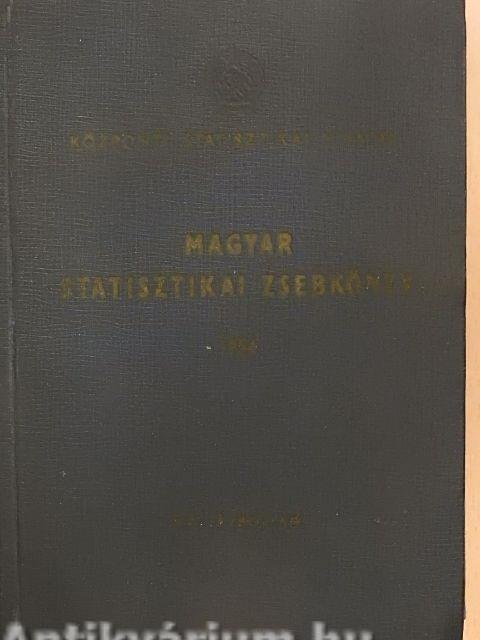 KÖZPONTI STATISZTIKAI HIVATAL
MAGYAR
STATISZTIKAI ZSEBKÖNYV
Antikvárium.hu